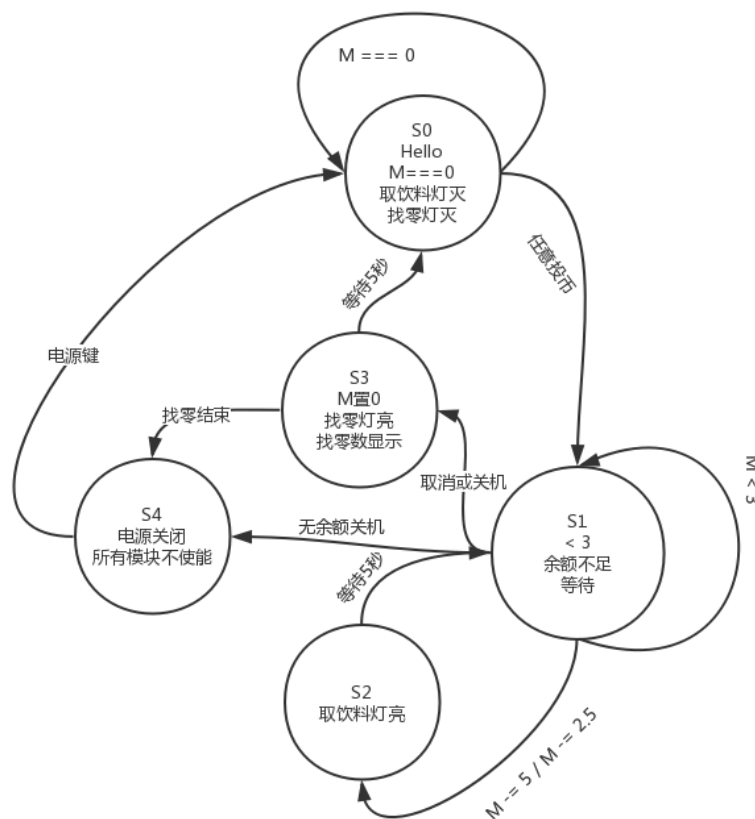 M === 0
S0
Hello
M===0
取饮料灯灭
找零灯灭
任意投币
等待5秒
电源键
S3
M置0
找零灯亮
找零数显示
找零结束
取消或关机
M < 3
S4
电源关闭
所有模块不使能
无余额关机
S1
< 3
余额不足
等待
等待5秒
S2
取饮料灯亮
M -= 5 / M -= 2.5